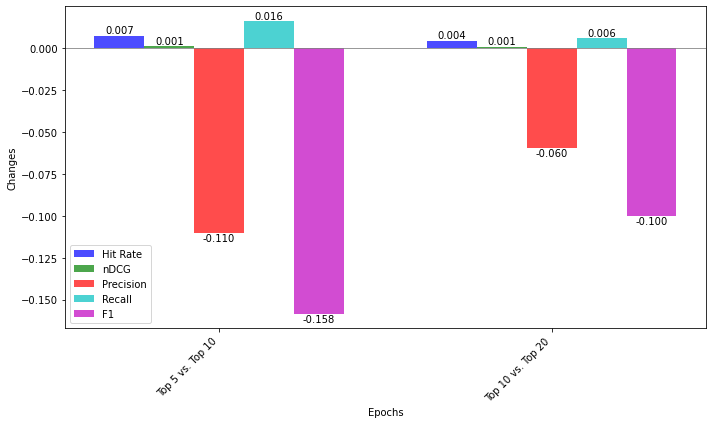 0.007
0.001
0.016
0.004
0.001
0.006
0.000
−0.025
−0.050
−0.075
−0.100
−0.125
−0.150
Changes
-0.110
-0.158
-0.060
-0.100
Hit Rate
nDCG
Precision
Recall
F1
Top 5 vs. Top 10
Top 10 vs. Top 20
Epochs